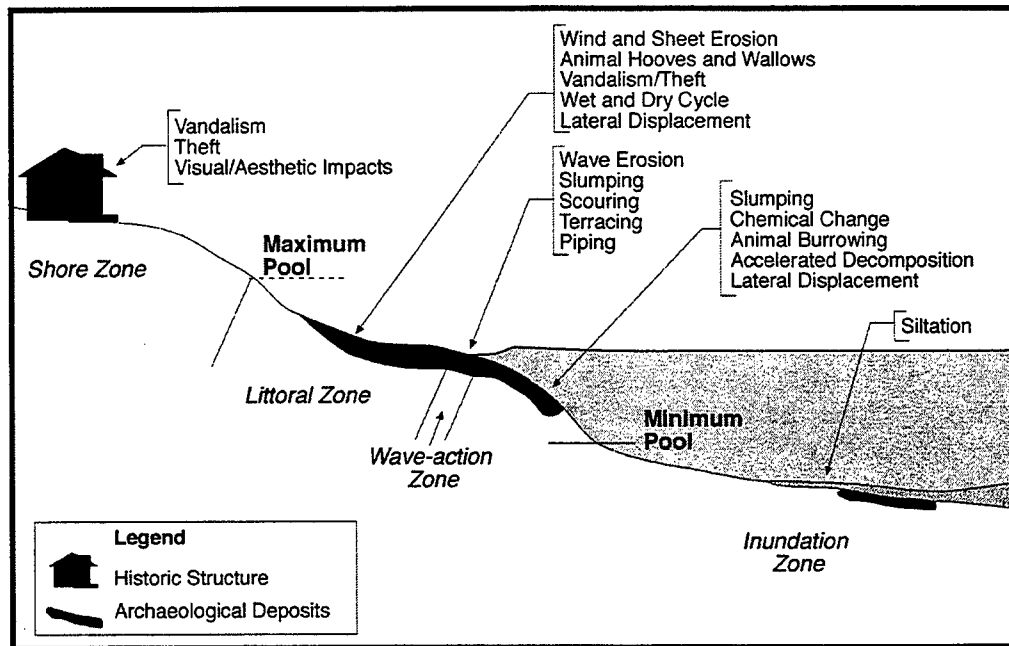 Wind and Sheet Erosion
Animal Hooves and Wallows
Vandalism/Theft
Wet and Dry Cycle
Lateral Displacement
Vandalism
Theft
Visual/Aesthetic Impacts
Wave Erosion
Slumping
Scouring
Terracing
Piping
Slumping
Chemical Change
Animal Burrowing
Accelerated Decomposition
Lateral Displacement
Shore Zone
Maximum
Pool
Siltation
Littoral Zone
Minimum
Pool
Wave-action
Zone
Inundation
Zone
Legend
Historic Structure
Archaeological Deposits